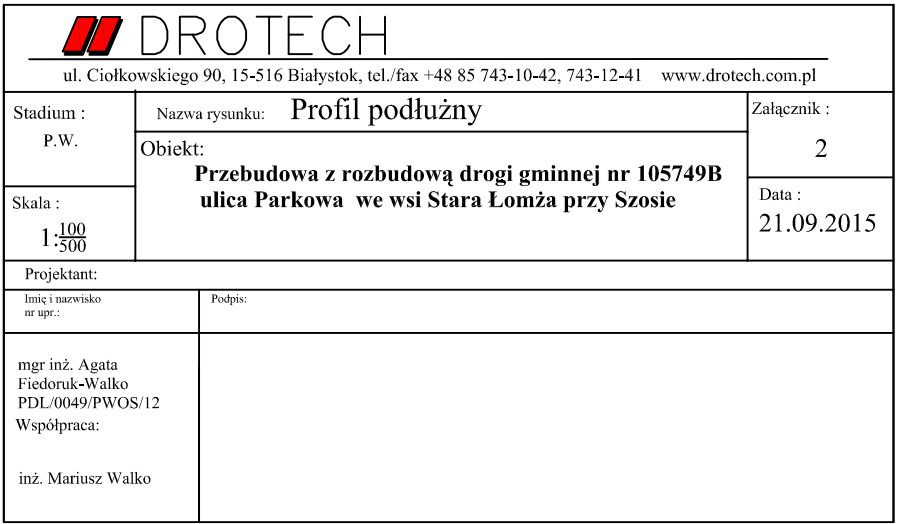 DROTECH
ul. Ciołkowskiego 90, 15-516 Białystok, tel./fax +48 85 743-10-42, 743-12-41 www.drotech.com.pl
Stadium :
P.W.
Nazwa rysunku: Profil podłużny
Załącznik :
2
Obiekt:
Przebudowa z rozbudową drogi gminnej nr 105749B
ulica Parkowa we wsi Stara Łomża przy Szosie
Skala :
1:100/500
Data :
21.09.2015
Projektant:
Imię i nazwisko
nr upr.:
Podpis:
mgr inż. Agata
Fiedoruk-Walko
PDL/0049/PWOS/12
Współpraca:
inż. Mariusz Walko